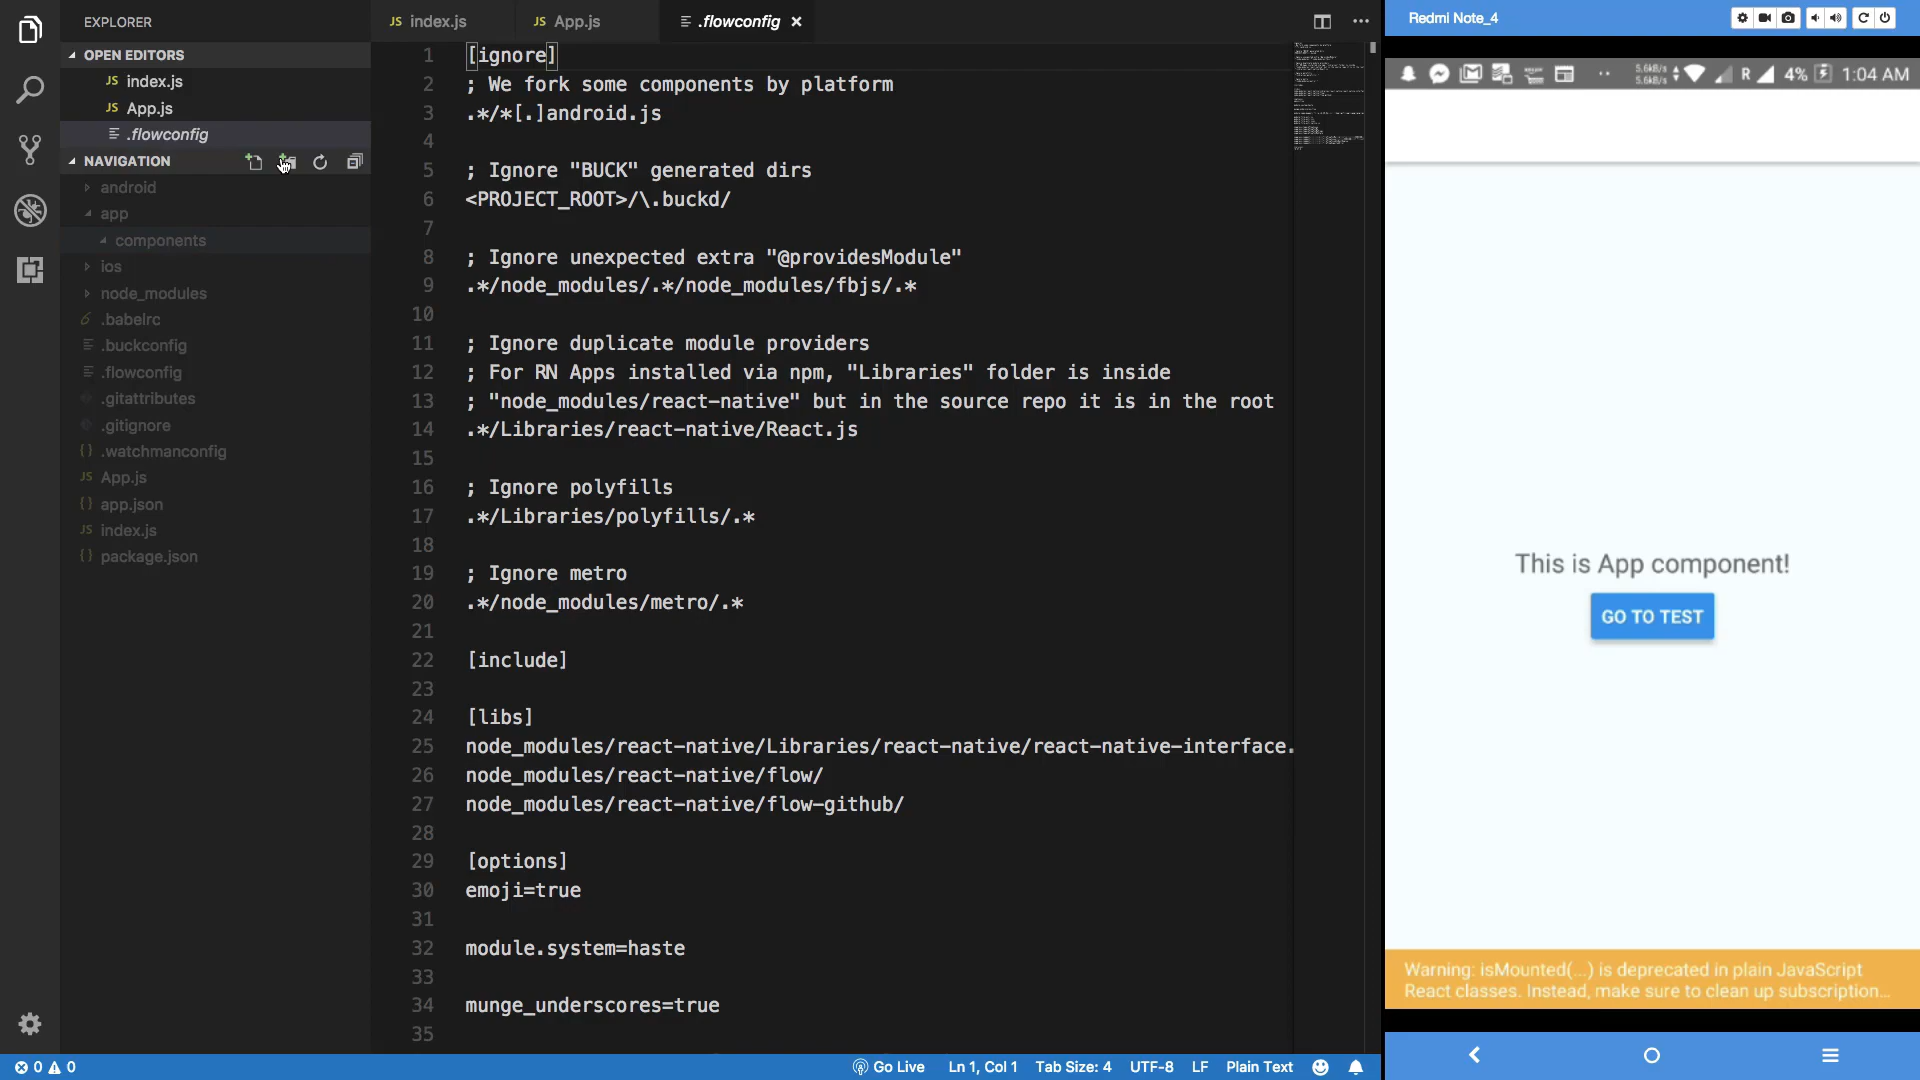 EXPLORER
OPEN EDITORS
JS index.js
JS App.js
.flowconfig
NAVIGATION
android
app
components
ios
node_modules
.babelrc
.buckconfig
.flowconfig
.gitattributes
.gitignore
{} .watchmanconfig
JS App.js
{} app.json
JS index.js
{} package.json
JS index.js
JS App.js
.flowconfig
1 [ignore]
2 ; We fork some components by platform
3 .*/*[.]android.js
4
5 ; Ignore "BUCK" generated dirs
6 <PROJECT_ROOT>/\.buckd/
7
8 ; Ignore unexpected extra "@providesModule"
9 .*/node_modules/.*/node_modules/fbjs/.*
10
11 ; Ignore duplicate module providers
12 ; For RN Apps installed via npm, "Libraries" folder is inside
13 ; "node_modules/react-native" but in the source repo it is in the root
14 .*/Libraries/react-native/React.js
15
16 ; Ignore polyfills
17 .*/Libraries/polyfills/.*
18
19 ; Ignore metro
20 .*/node_modules/metro/.*
21
22 [include]
23
24 [libs]
25 node_modules/react-native/Libraries/react-native/react-native-interface.
26 node_modules/react-native/flow/
27 node_modules/react-native/flow-github/
28
29 [options]
30 emoji=true
31
32 module.system=haste
33
34 munge_underscores=true
35
0 0
Go Live
Ln 1, Col 1
Tab Size: 4
UTF-8
LF
Plain Text
Redmi Note_4
5.6kB/s
5.6kB/s
R
4%
1:04 AM
This is App component!
GO TO TEST
Warning: isMounted(...) is deprecated in plain JavaScript
React classes. Instead, make sure to clean up subscription...